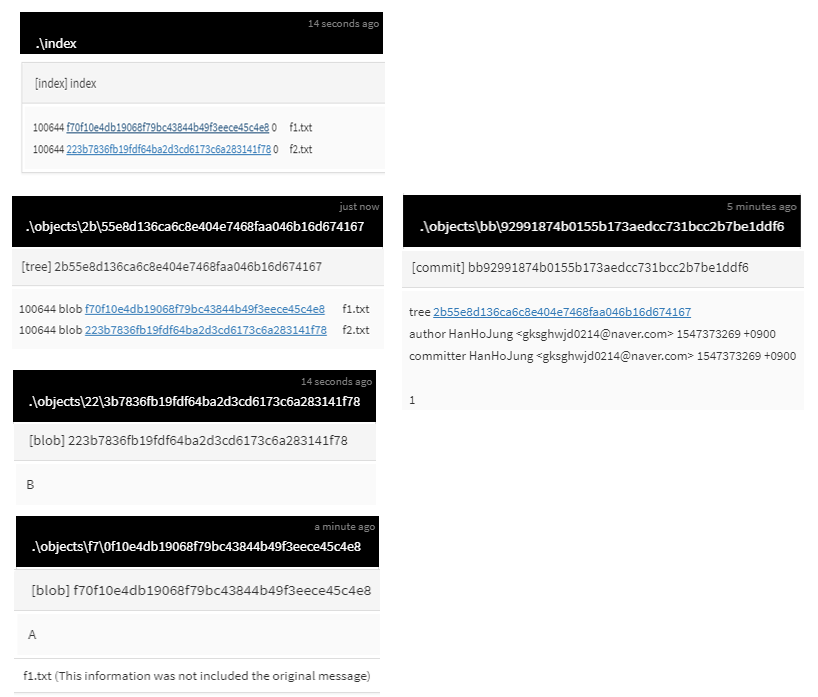 14 seconds ago
.\index
[index] index
100644 f70f10e4db19068f79bc43844b49f3eece45c4e8 0 f1.txt
100644 223b7836fb19fdf64ba2d3cd6173c6a283141f78 0 f2.txt
just now
.\objects\2b\55e8d136ca6c8e404e7468faa046b16d674167
[tree] 2b55e8d136ca6c8e404e7468faa046b16d674167
100644 blob f70f10e4db19068f79bc43844b49f3eece45c4e8 f1.txt
100644 blob 223b7836fb19fdf64ba2d3cd6173c6a283141f78 f2.txt
14 seconds ago
.\objects\22\3b7836fb19fdf64ba2d3cd6173c6a283141f78
[blob] 223b7836fb19fdf64ba2d3cd6173c6a283141f78
B
a minute ago
.\objects\f7\0f10e4db19068f79bc43844b49f3eece45c4e8
[blob] f70f10e4db19068f79bc43844b49f3eece45c4e8
A
f1.txt (This information was not included the original message)
5 minutes ago
.\objects\bb\92991874b0155b173aedcc731bcc2b7be1ddf6
[commit] bb92991874b0155b173aedcc731bcc2b7be1ddf6
tree 2b55e8d136ca6c8e404e7468faa046b16d674167
author HanHoJung <gksghwjd0214@naver.com> 1547373269 +0900
committer HanHoJung <gksghwjd0214@naver.com> 1547373269 +0900
1